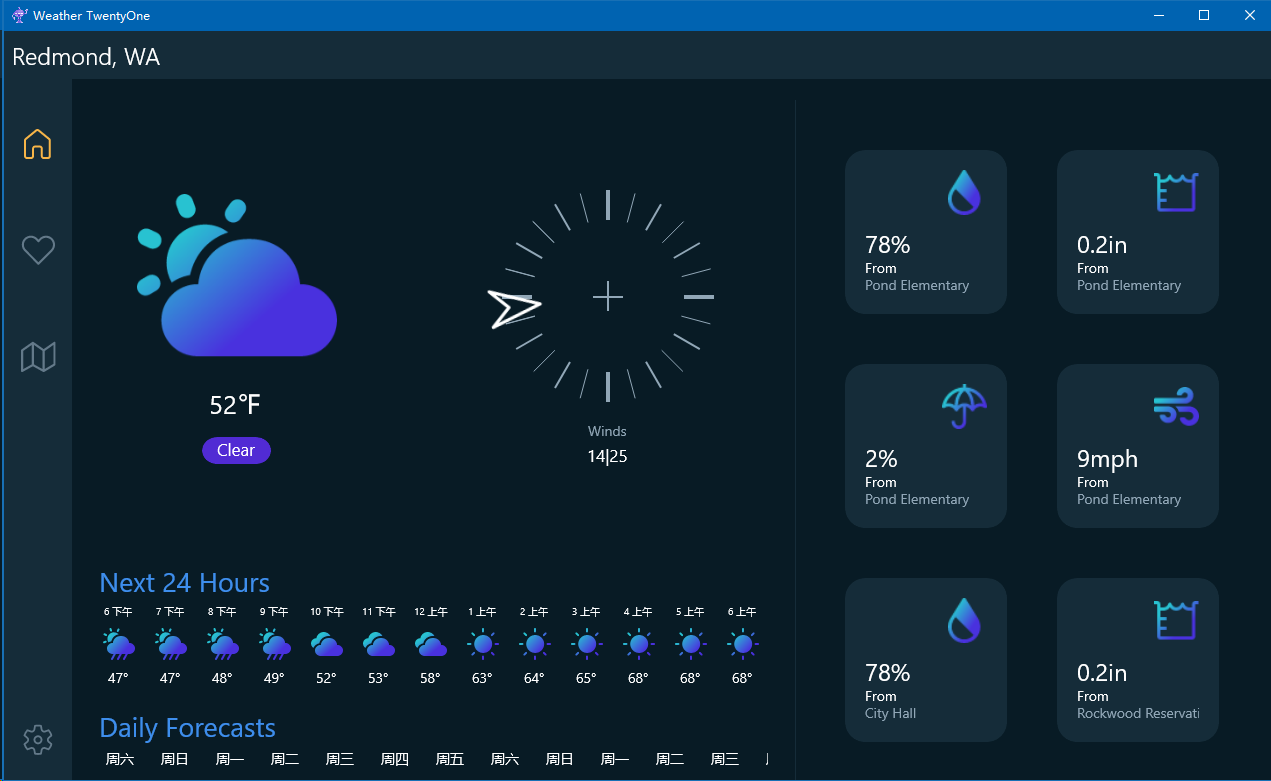 Weather TwentyOne
Redmond, WA
52℉
Clear
Winds
14|25
Next 24 Hours
6 下午 7 下午 8 下午 9 下午 10 下午 11 下午 12 上午 1 上午 2 上午 3 上午 4 上午 5 上午 6 上午
47° 47° 48° 49° 52° 53° 58° 63° 64° 65° 68° 68° 68°
Daily Forecasts
周六 周日 周一 周二 周三 周四 周五 周六 周日 周一 周二 周三
78%
From
Pond Elementary
0.2in
From
Pond Elementary
2%
From
Pond Elementary
9mph
From
Pond Elementary
78%
From
City Hall
0.2in
From
Rockwood Reservati